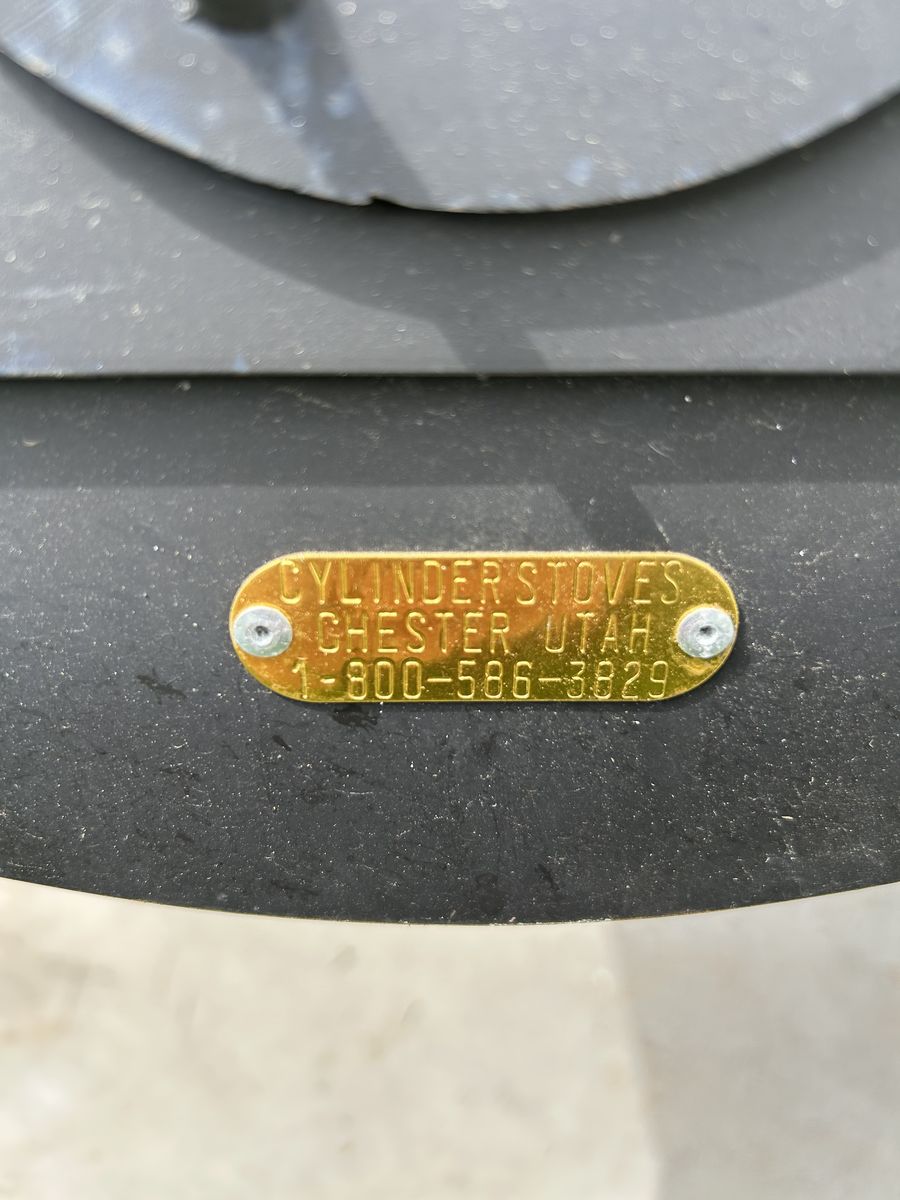 CYLINDER STOVES
CHESTER UTAH
1-800-586-3829